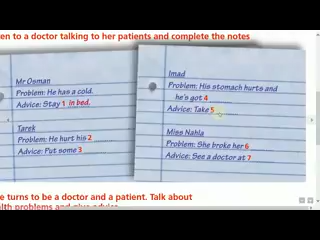 en to a doctor talking to her patients and complete the notes
Mr Osman
Problem: He has a cold.
Advice: Stay 1 in bed.
Tarek
Problem: He hurt his 2
Advice: Put some 3
Imad
Problem: His stomach hurts and
he's got 4
Advice: Take 5
Miss Nahla
Problem: She broke her 6
Advice: See a doctor at 7
e turns to be a doctor and a patient. Talk about
lth problems and give advice